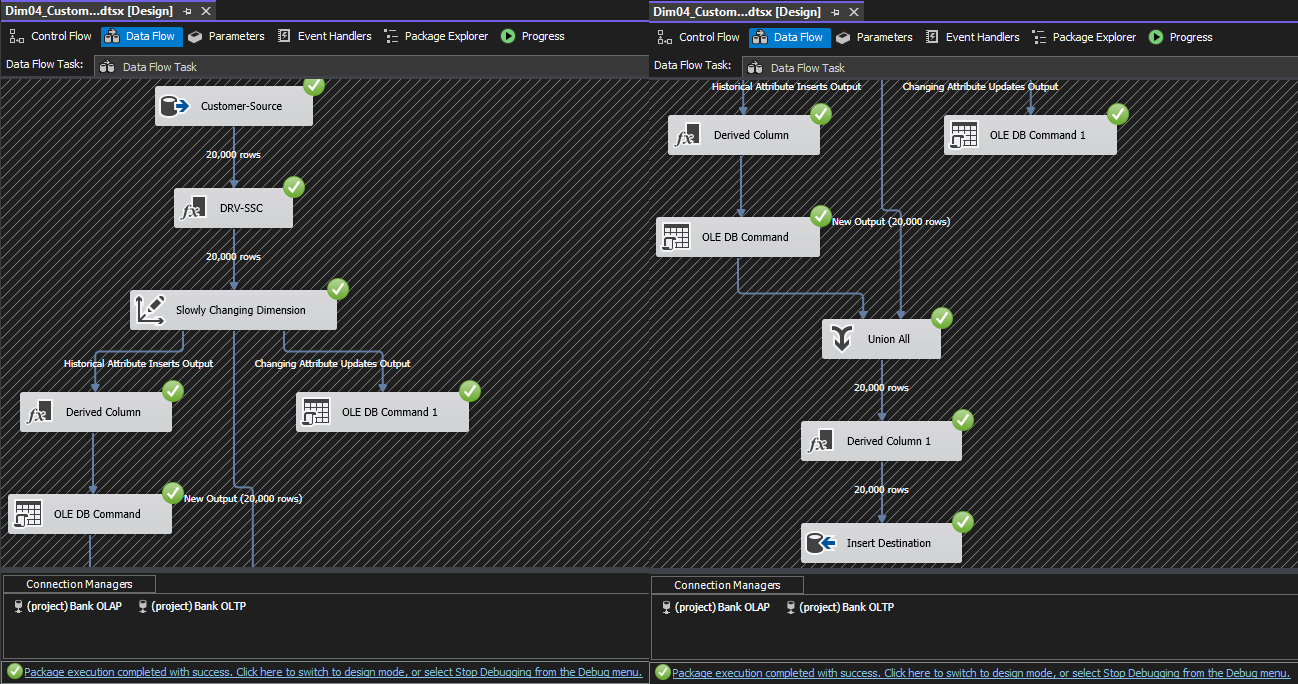 Dim04_Custom...dtsx [Design]
Control Flow
Data Flow
Parameters
Event Handlers
Package Explorer
Progress
Data Flow Task:
Data Flow Task
Customer-Source
20,000 rows
DRV-SSC
20,000 rows
Slowly Changing Dimension
Historical Attribute Inserts Output
Changing Attribute Updates Output
Derived Column
OLE DB Command 1
New Output (20,000 rows)
OLE DB Command
Connection Managers
(project) Bank OLAP
(project) Bank OLTP
Package execution completed with success. Click here to switch to design mode, or select Stop Debugging from the Debug menu.
Dim04_Custom...dtsx [Design]
Control Flow
Data Flow
Parameters
Event Handlers
Package Explorer
Progress
Data Flow Task:
Data Flow Task
Historical Attribute Inserts Output
Changing Attribute Updates Output
Derived Column
OLE DB Command 1
New Output (20,000 rows)
OLE DB Command
Union All
20,000 rows
Derived Column 1
20,000 rows
Insert Destination
Connection Managers
(project) Bank OLAP
(project) Bank OLTP
Package execution completed with success. Click here to switch to design mode, or select Stop Debugging from the Debug menu.